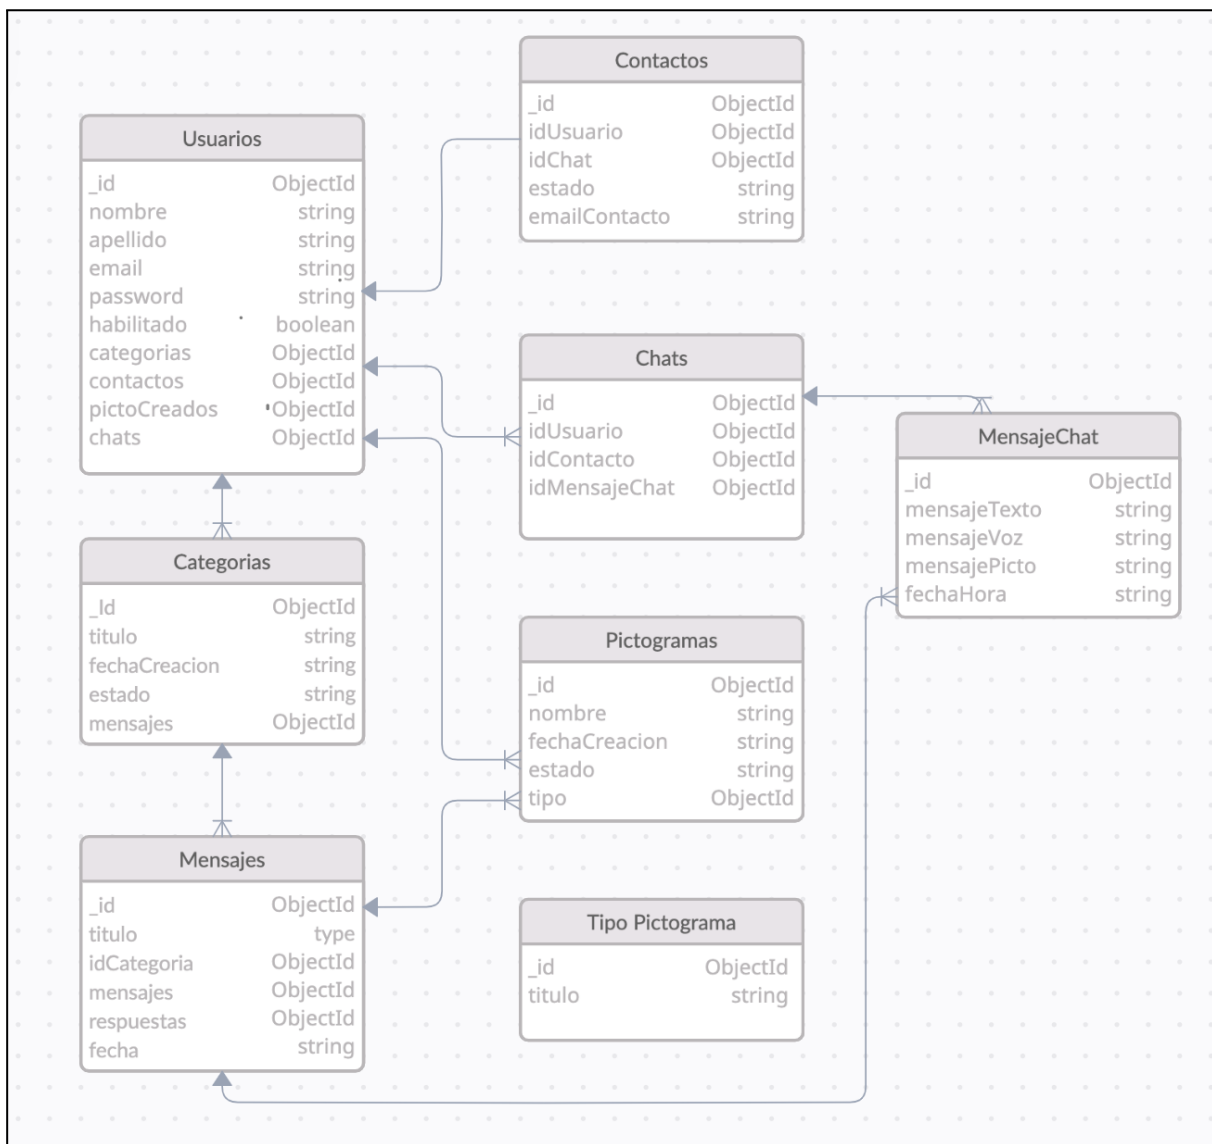 Contactos
_id ObjectId
idUsuario ObjectId
idChat ObjectId
estado string
emailContacto string
Usuarios
_id ObjectId
nombre string
apellido string
email string
password string
habilitado boolean
categorias ObjectId
contactos ObjectId
pictoCreados ObjectId
chats ObjectId
Chats
_id ObjectId
idUsuario ObjectId
idContacto ObjectId
idMensajeChat ObjectId
MensajeChat
_id ObjectId
mensajeTexto string
mensajeVoz string
mensajePicto string
fechaHora string
Categorias
_Id ObjectId
titulo string
fechaCreacion string
estado string
mensajes ObjectId
Pictogramas
_id ObjectId
nombre string
fechaCreacion string
estado string
tipo ObjectId
Mensajes
_id ObjectId
titulo type
idCategoria ObjectId
mensajes ObjectId
respuestas ObjectId
fecha string
Tipo Pictograma
_id ObjectId
titulo string